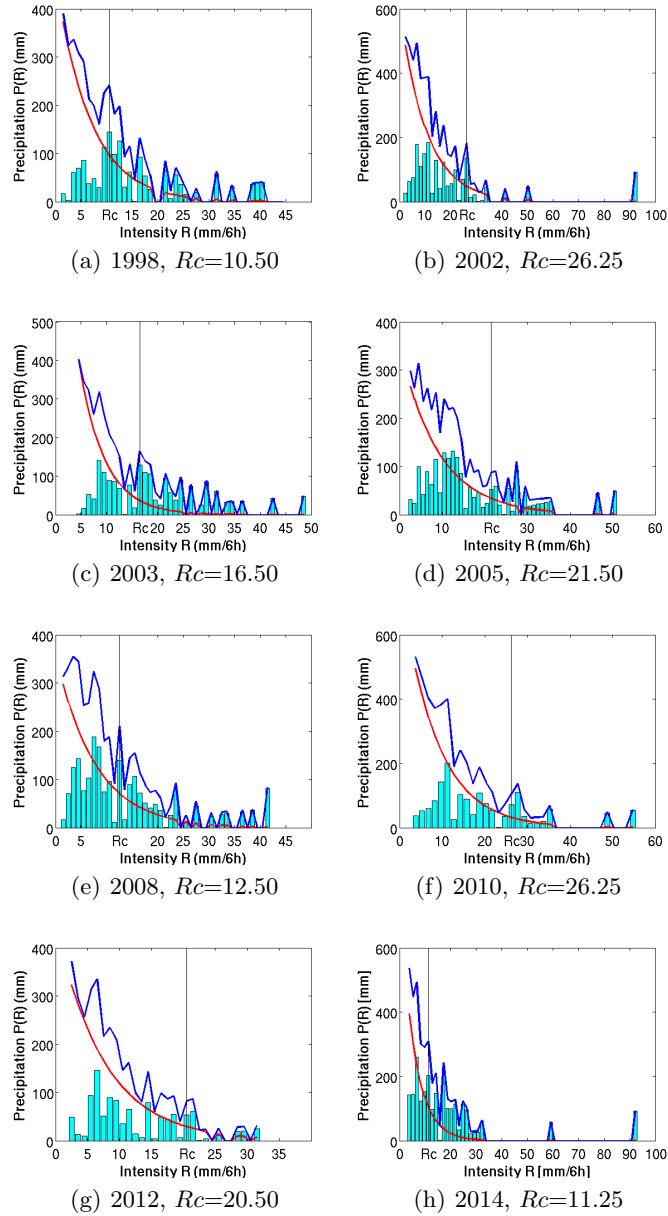 400
300
200
100
0
Precipitation P(R) (mm)
5 Rc 15 20 25 30 35 45
Intensity R (mm/6h)
(a) 1998, Rc=10.50
600
400
200
0
Precipitation P(R) (mm)
0 10 20 Rc 40 50 60 70 80 90 100
Intensity R (mm/6h)
(b) 2002, Rc=26.25
500
400
300
200
100
0
Precipitation P(R) (mm)
5 10 Rc 20 25 30 35 40 45 50
Intensity R (mm/6h)
(c) 2003, Rc=16.50
400
300
200
100
0
Precipitation P(R) (mm)
0 10 Rc 30 40 50 60
Intensity R (mm/6h)
(d) 2005, Rc=21.50
400
300
200
100
0
Precipitation P(R) (mm)
5 Rc 15 20 25 30 35 45
Intensity R (mm/6h)
(e) 2008, Rc=12.50
600
400
200
0
Precipitation P(R) (mm)
0 10 20 Rc30 40 50 60
Intensity R (mm/6h)
(f) 2010, Rc=26.25
400
300
200
100
0
Precipitation P(R) (mm)
5 10 15 Rc 25 35
Intensity R (mm/6h)
(g) 2012, Rc=20.50
600
400
200
0
Precipitation P(R) [mm]
0 Rc 20 30 40 50 60 70 80 90 100
Intensity R [mm/6h]
(h) 2014, Rc=11.25